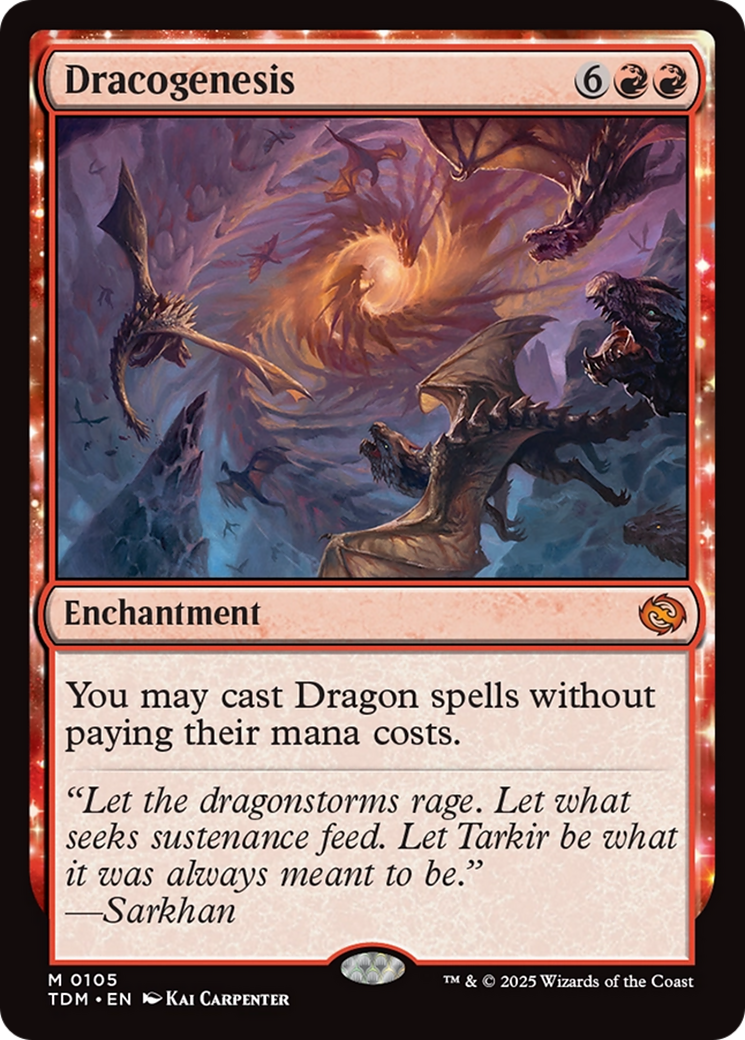 Dracogenesis 6
Enchantment
You may cast Dragon spells without
paying their mana costs.
“Let the dragonstorms rage. Let what
seeks sustenance feed. Let Tarkir be what
it was always meant to be.”
—Sarkhan
M 0105
TDM • EN Kai Carpenter
™ & © 2025 Wizards of the Coast